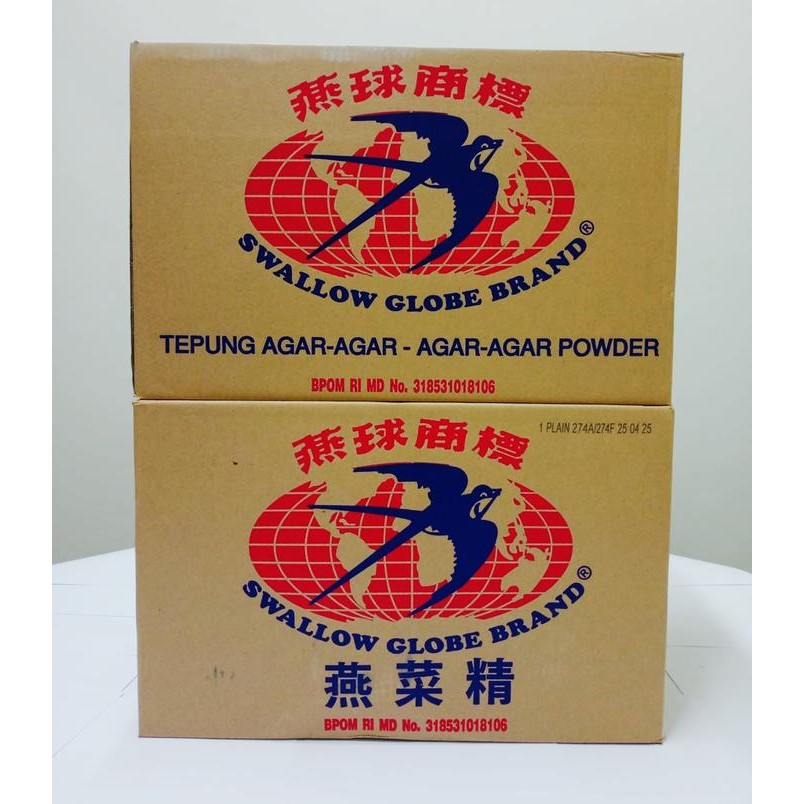 燕球商標
SWALLOW GLOBE BRAND®
TEPUNG AGAR-AGAR - AGAR-AGAR POWDER
BPOM RI MD No. 318531018106
1 PLAIN 274A/274F 25 04 25
燕球商標
SWALLOW GLOBE BRAND®
燕菜精
BPOM RI MD No. 318531018106